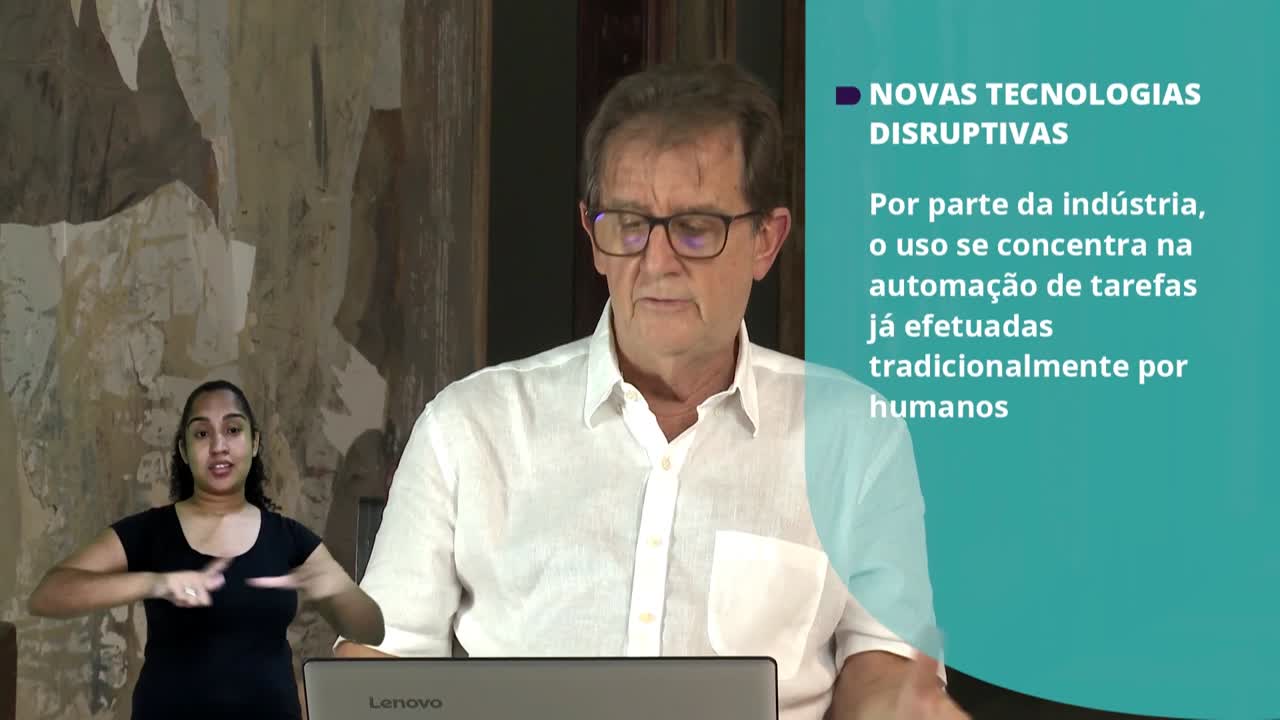 NOVAS TECNOLOGIAS
DISRUPTIVAS
Por parte da indústria,
o uso se concentra na
automação de tarefas
já efetuadas
tradicionalmente por
humanos
Lenovo